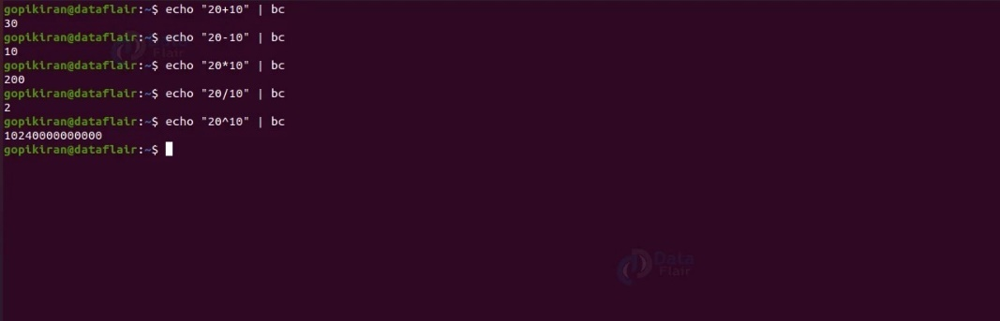 gopikiran@dataflair:~$ echo "20+10" | bc
30
gopikiran@dataflair:~$ echo "20-10" | bc
10
gopikiran@dataflair:~$ echo "20*10" | bc
200
gopikiran@dataflair:~$ echo "20/10" | bc
2
gopikiran@dataflair:~$ echo "20^10" | bc
10240000000000
gopikiran@dataflair:~$
Data
Flair
Data
Flair